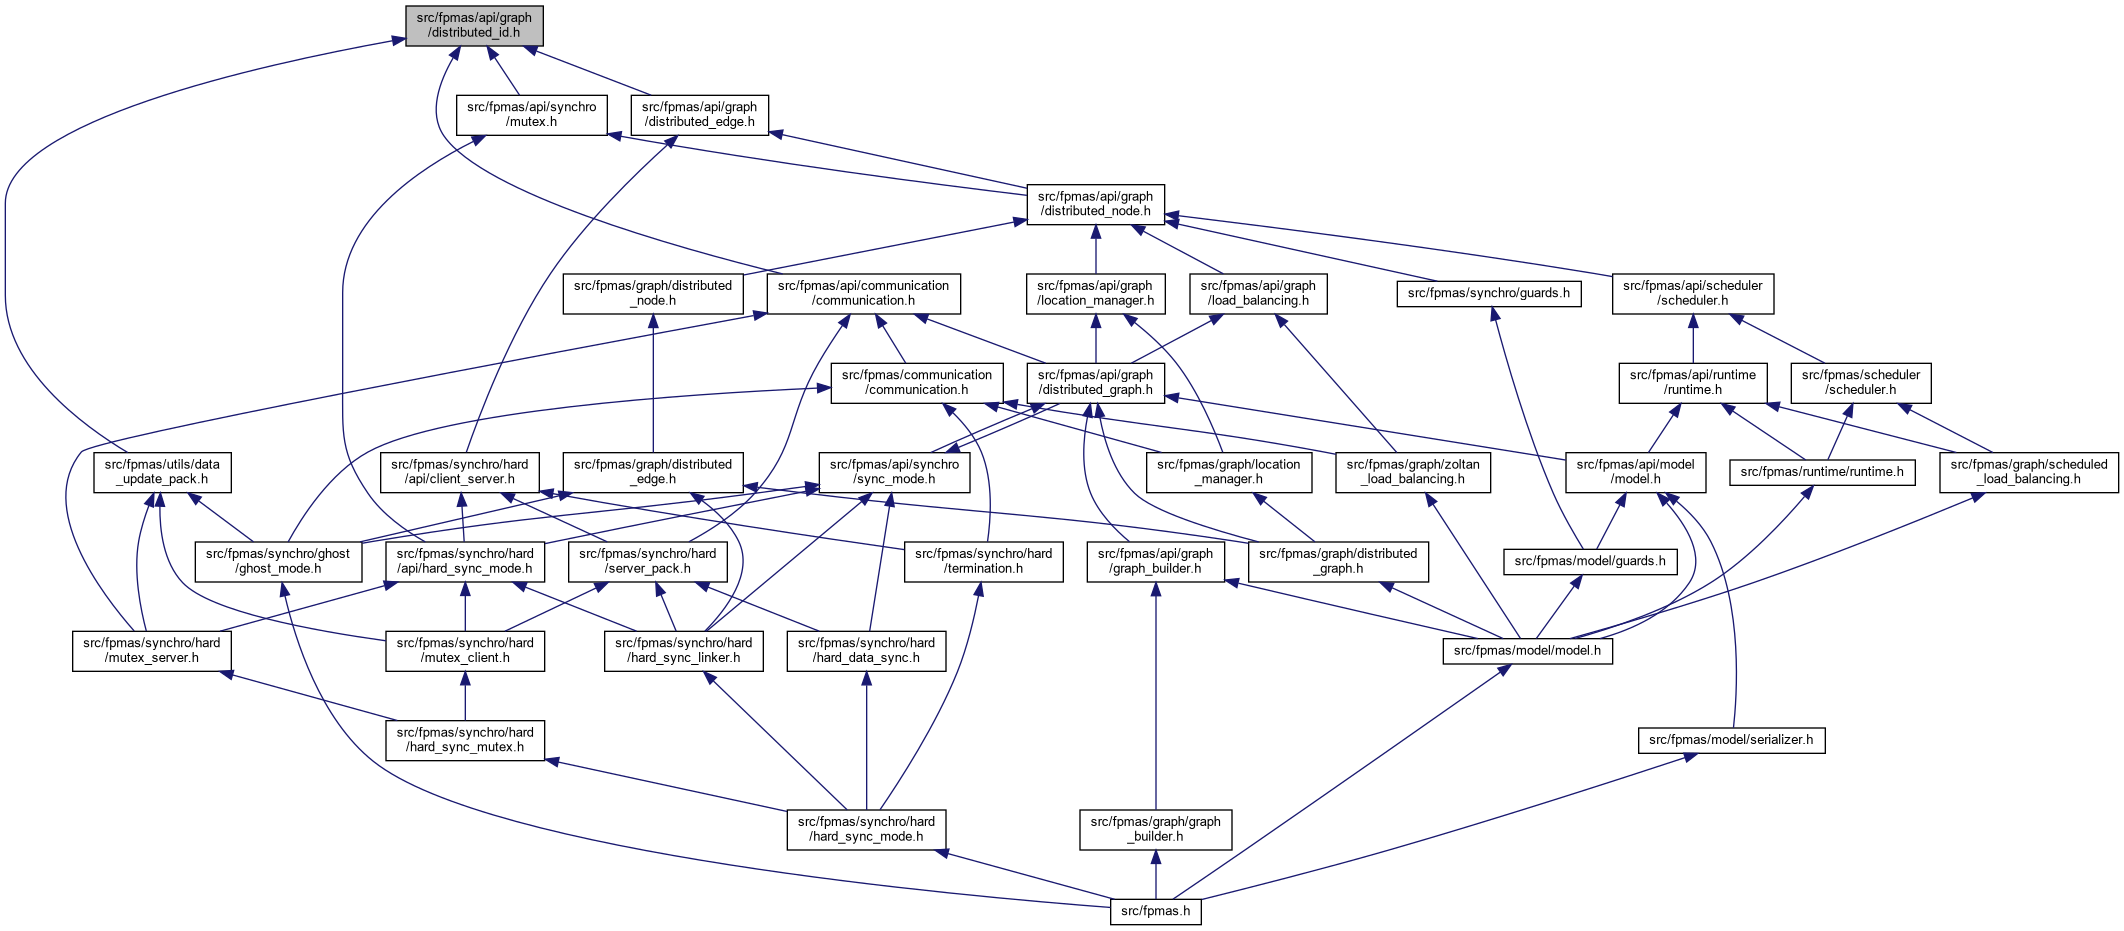 src/fpmas/api/graph
/distributed_id.h
src/fpmas/api/synchro
/mutex.h
src/fpmas/api/graph
/distributed_edge.h
src/fpmas/api/graph
/distributed_node.h
src/fpmas/graph/distributed
_node.h
src/fpmas/api/communication
/communication.h
src/fpmas/api/graph
/location_manager.h
src/fpmas/api/graph
/load_balancing.h
src/fpmas/synchro/guards.h
src/fpmas/api/scheduler
/scheduler.h
src/fpmas/communication
/communication.h
src/fpmas/api/graph
/distributed_graph.h
src/fpmas/api/runtime
/runtime.h
src/fpmas/scheduler
/scheduler.h
src/fpmas/utils/data
_update_pack.h
src/fpmas/synchro/hard
/api/client_server.h
src/fpmas/graph/distributed
_edge.h
src/fpmas/api/synchro
/sync_mode.h
src/fpmas/graph/location
_manager.h
src/fpmas/graph/zoltan
_load_balancing.h
src/fpmas/api/model
/model.h
src/fpmas/runtime/runtime.h
src/fpmas/graph/scheduled
_load_balancing.h
src/fpmas/synchro/ghost
/ghost_mode.h
src/fpmas/synchro/hard
/api/hard_sync_mode.h
src/fpmas/synchro/hard
/server_pack.h
src/fpmas/synchro/hard
/termination.h
src/fpmas/api/graph
/graph_builder.h
src/fpmas/graph/distributed
_graph.h
src/fpmas/model/guards.h
src/fpmas/synchro/hard
/mutex_server.h
src/fpmas/synchro/hard
/mutex_client.h
src/fpmas/synchro/hard
/hard_sync_linker.h
src/fpmas/synchro/hard
/hard_data_sync.h
src/fpmas/model/model.h
src/fpmas/synchro/hard
/hard_sync_mutex.h
src/fpmas/model/serializer.h
src/fpmas/synchro/hard
/hard_sync_mode.h
src/fpmas/graph/graph
_builder.h
src/fpmas.h